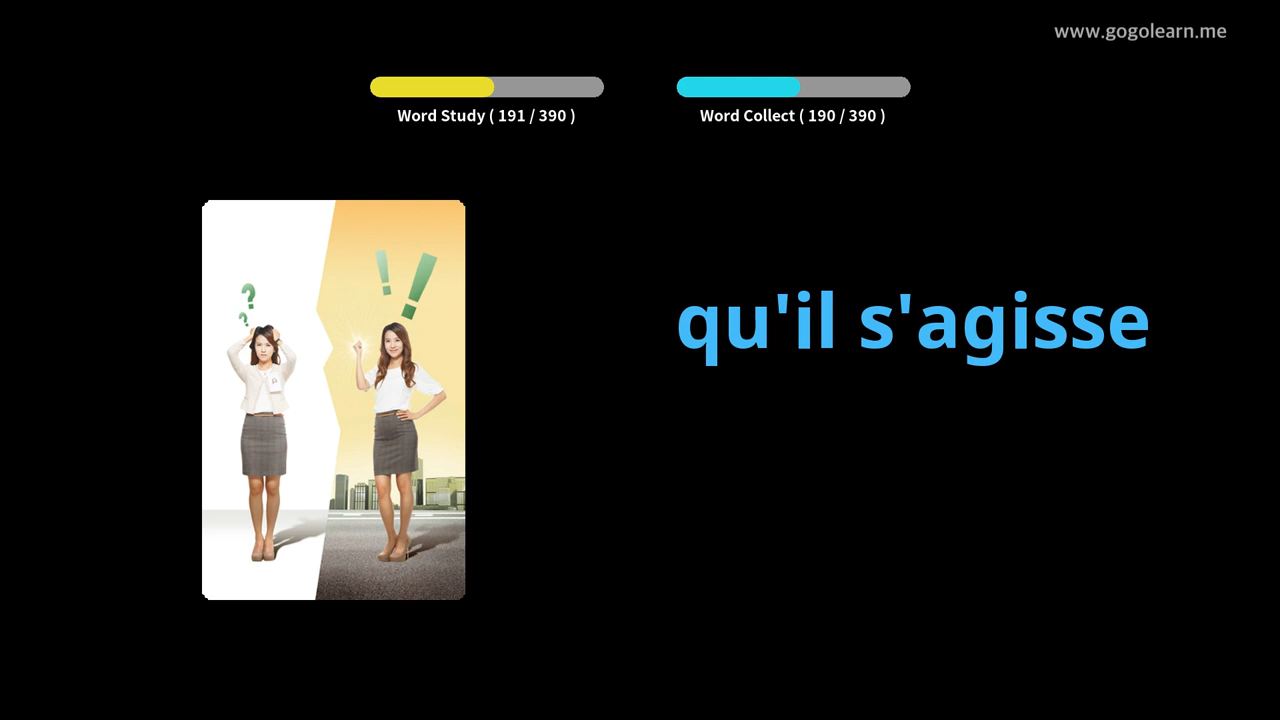 www.gogolearn.me
Word Study ( 191 / 390 )
Word Collect ( 190 / 390 )
? ? ! !
qu'il s'agisse